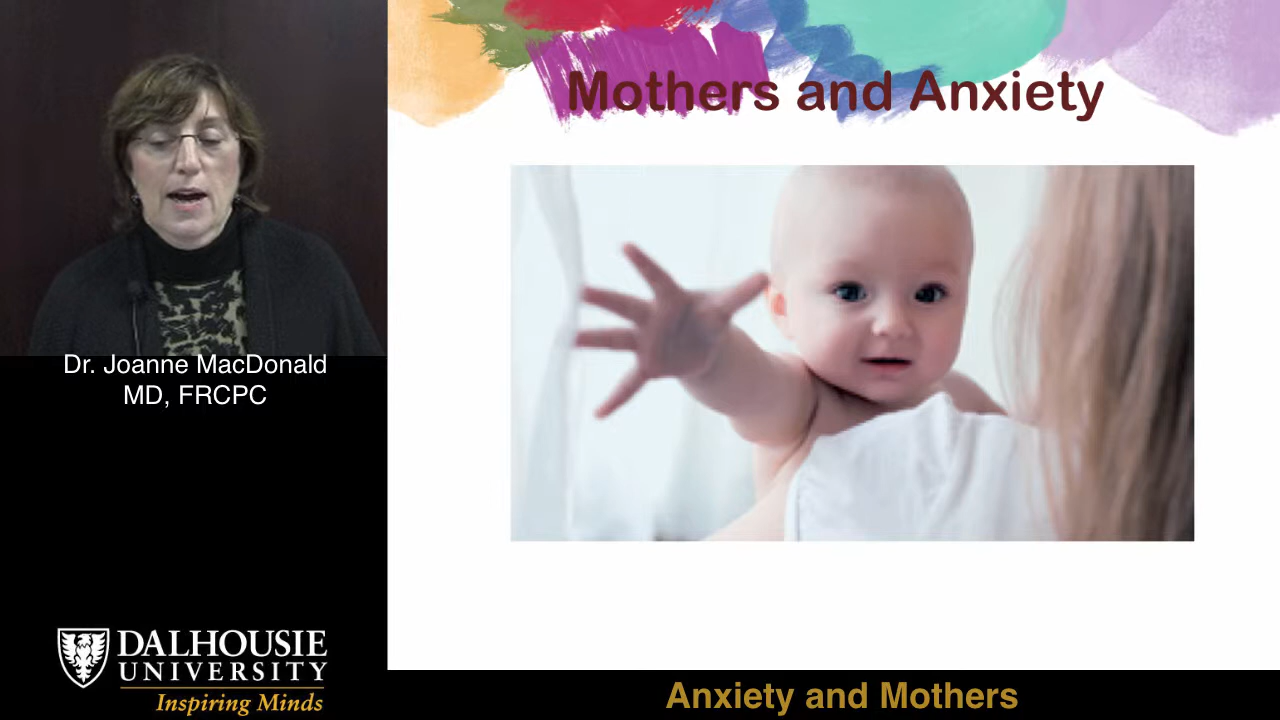 Mothers and Anxiety
Dr. Joanne MacDonald
MD, FRCPC
DALHOUSIE
UNIVERSITY
Inspiring Minds
Anxiety and Mothers